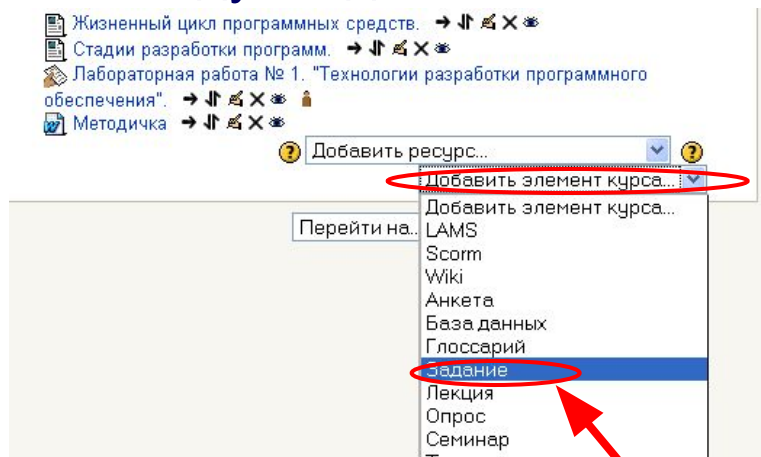 Жизненный цикл программных средств.
Стадии разработки программ.
Лабораторная работа № 1. "Технологии разработки программного
обеспечения".
Методичка
Добавить ресурс...
Добавить элемент курса...
Добавить элемент курса...
Перейти на..
LAMS
Scorm
Wiki
Анкета
База данных
Глоссарий
Задание
Лекция
Опрос
Семинар